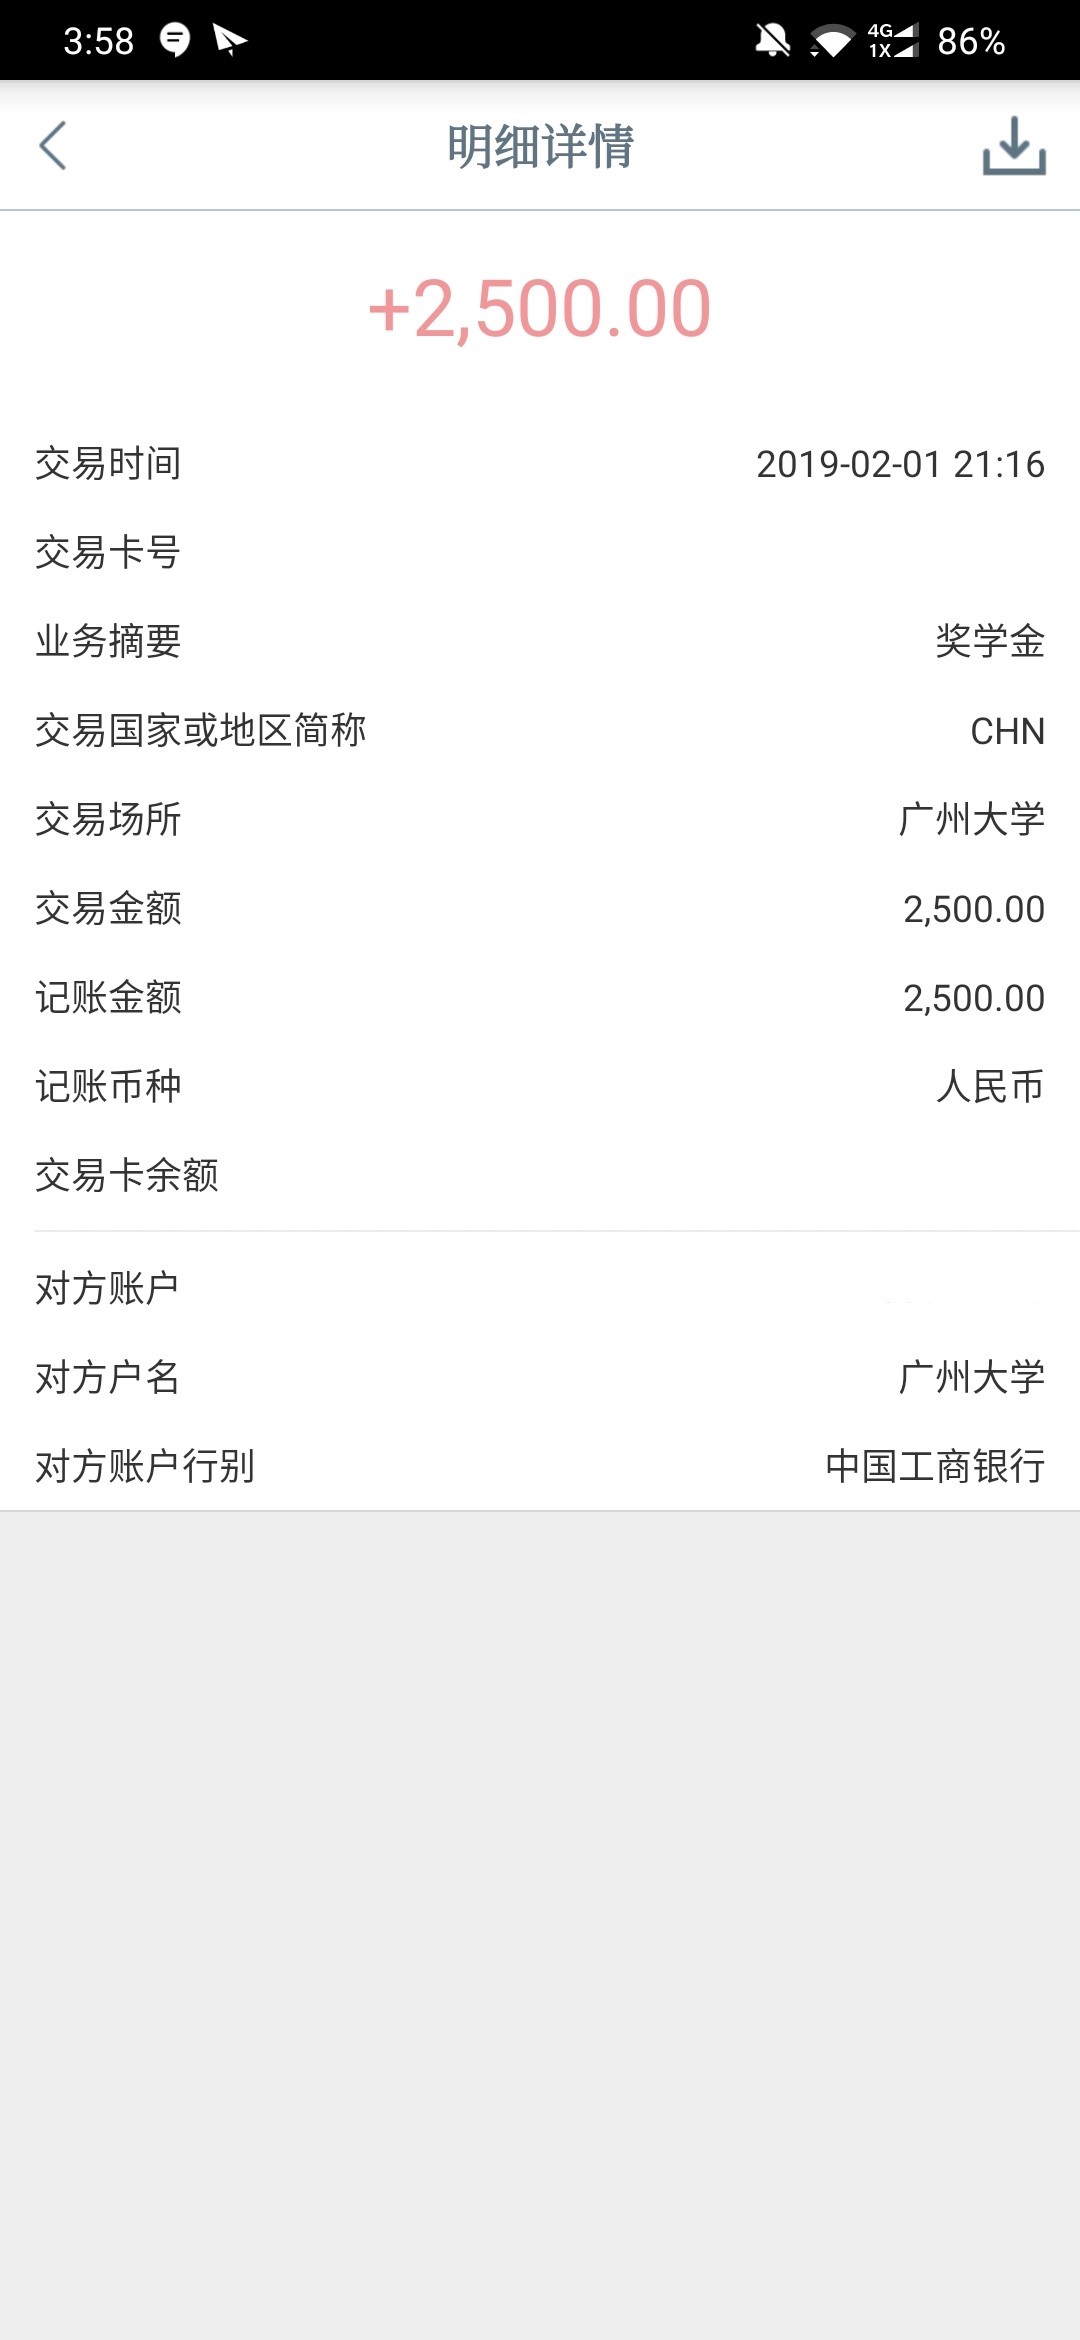 3:58 4G 1X 86%
明细详情
+2,500.00
交易时间 2019-02-01 21:16
交易卡号
业务摘要 奖学金
交易国家或地区简称 CHN
交易场所 广州大学
交易金额 2,500.00
记账金额 2,500.00
记账币种 人民币
交易卡余额
对方账户
对方户名 广州大学
对方账户行别 中国工商银行